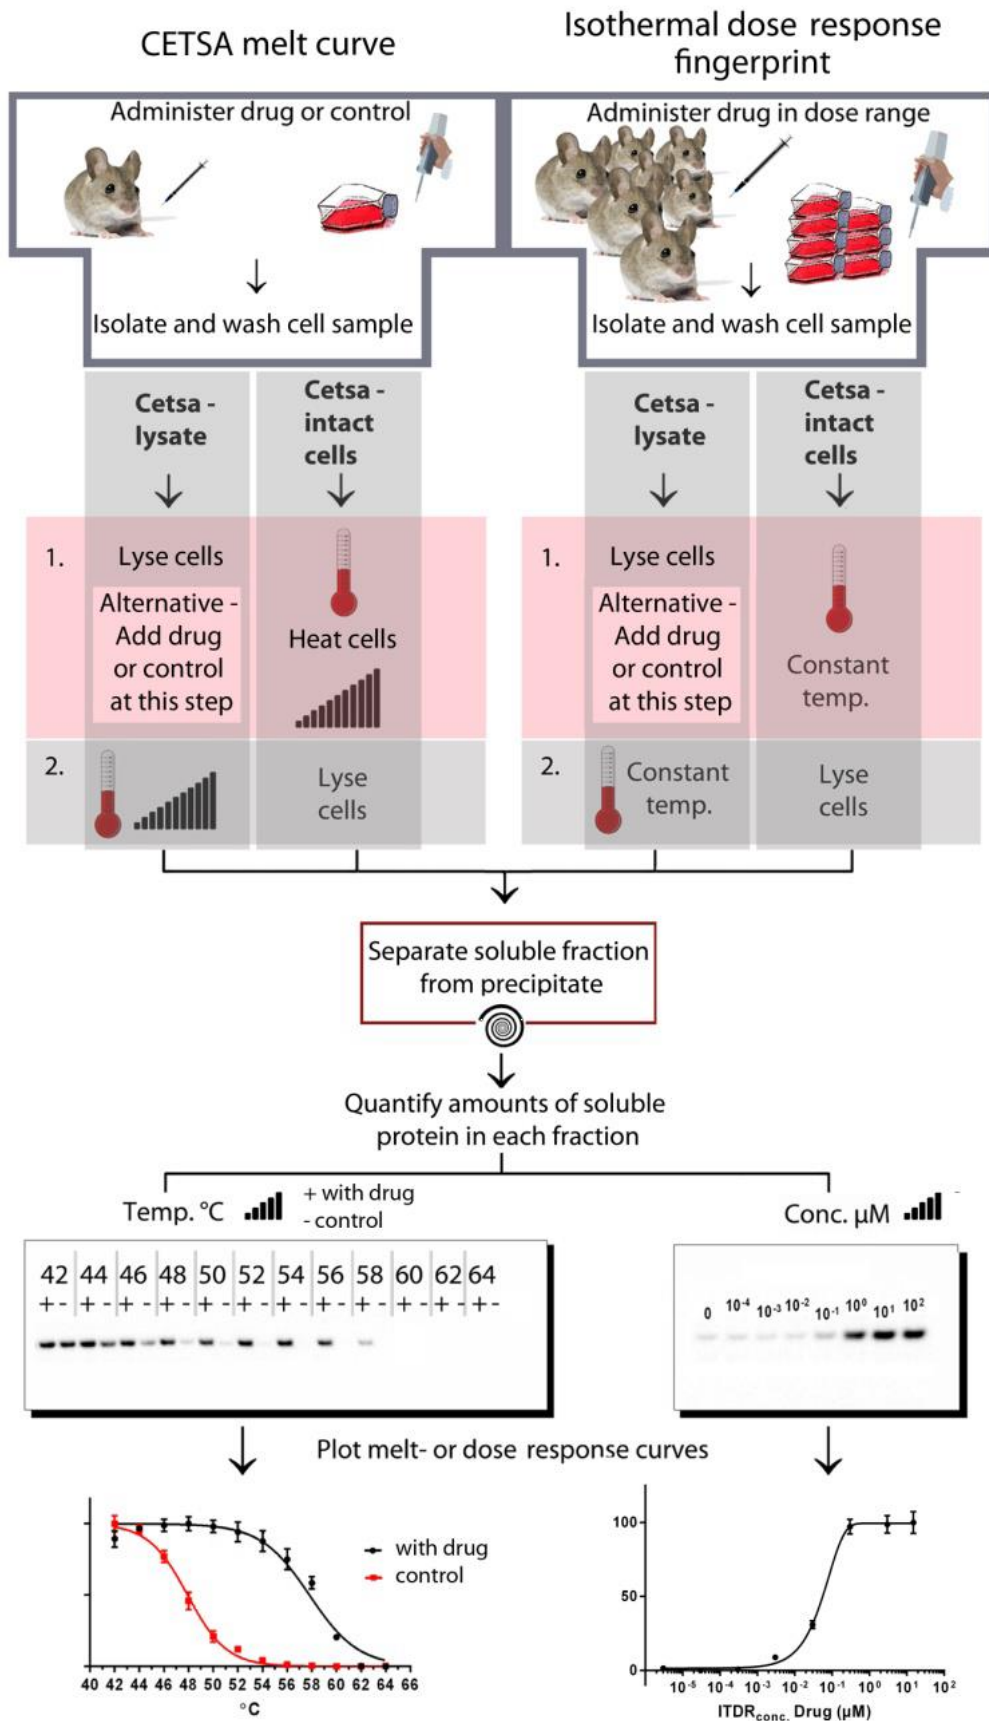 CETSA melt curve
Isothermal dose response
fingerprint
Administer drug or control
Administer drug in dose range
Isolate and wash cell sample
Isolate and wash cell sample
Cetsa -
lysate
Cetsa -
intact
cells
Cetsa -
lysate
Cetsa -
intact
cells
1.
Lyse cells
Alternative -
Add drug
or control
at this step
Heat cells
1.
Lyse cells
Alternative -
Add drug
or control
at this step
Constant
temp.
2.
Lyse
cells
2.
Constant
temp.
Lyse
cells
Separate soluble fraction
from precipitate
Quantify amounts of soluble
protein in each fraction
Temp. °C
+ with drug
- control
Conc. µM
42 44 46 48 50 52 54 56 58 60 62 64
+ - + - + - + - + - + - + - + - + - + - + - + -
0 10⁻⁴ 10⁻³ 10⁻² 10⁻¹ 10⁰ 10¹ 10²
Plot melt- or dose response curves
with drug
control
40 42 44 46 48 50 52 54 56 58 60 62 64 66
°C
100
50
0
10⁻⁵ 10⁻⁴ 10⁻³ 10⁻² 10⁻¹ 10⁰ 10¹ 10²
ITDRconc. Drug (µM)